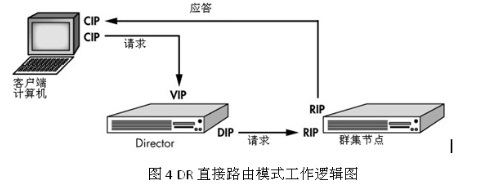 应答
CIP
CIP
请求
客户端
计算机
VIP
RIP
DIP
请求
RIP
Director
群集节点
图4 DR 直接路由模式工作逻辑图